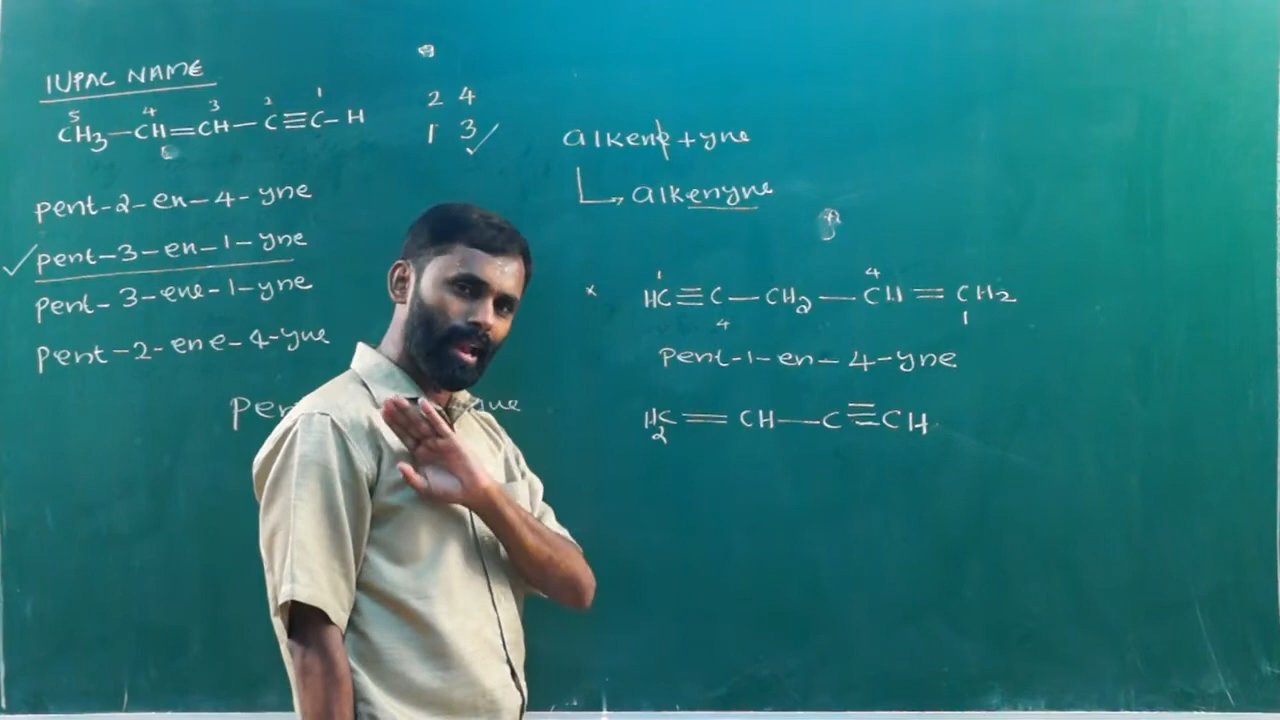 IUPAC NAME
5 4 3 2 1
CH3—CH=CH—C≡C—H
2 4
1 3 ✓
pent-2-en-4-yne
✓ pent-3-en-1-yne
pent-3-ene-1-yne
pent-2-ene-4-yne
alkene+yne
alkenyne
1 4
* HC≡C—CH2—CH=CH2
4 1
pent-1-en-4-yne
H2C=CH—C≡CH